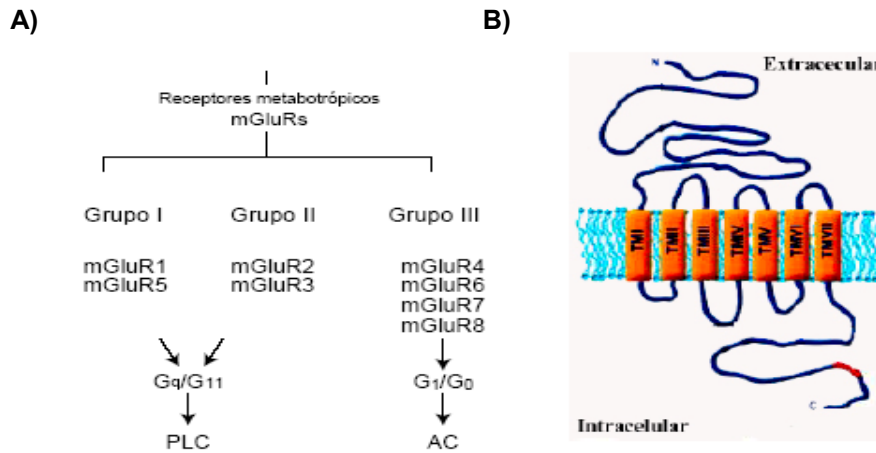 A)
B)
Receptores metabotrópicos
mGluRs
Grupo I
Grupo II
Grupo III
mGluR1
mGluR5
mGluR2
mGluR3
mGluR4
mGluR6
mGluR7
mGluR8
Gq/G11
G1/G0
PLC
AC
N
Extracecular
TMI
TMII
TMIII
TMIV
TMV
TMVI
TMVII
C
Intracelular